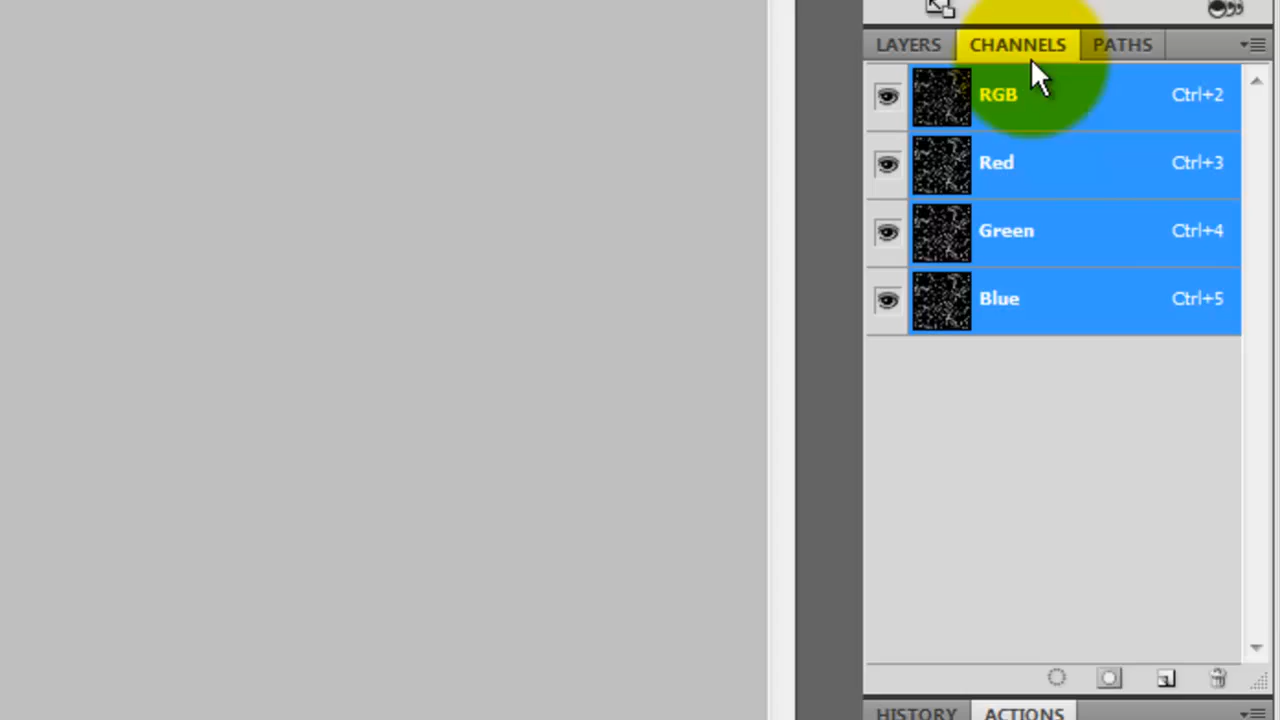 LAYERS CHANNELS PATHS
RGB Ctrl+2
Red Ctrl+3
Green Ctrl+4
Blue Ctrl+5
HISTORY ACTIONS